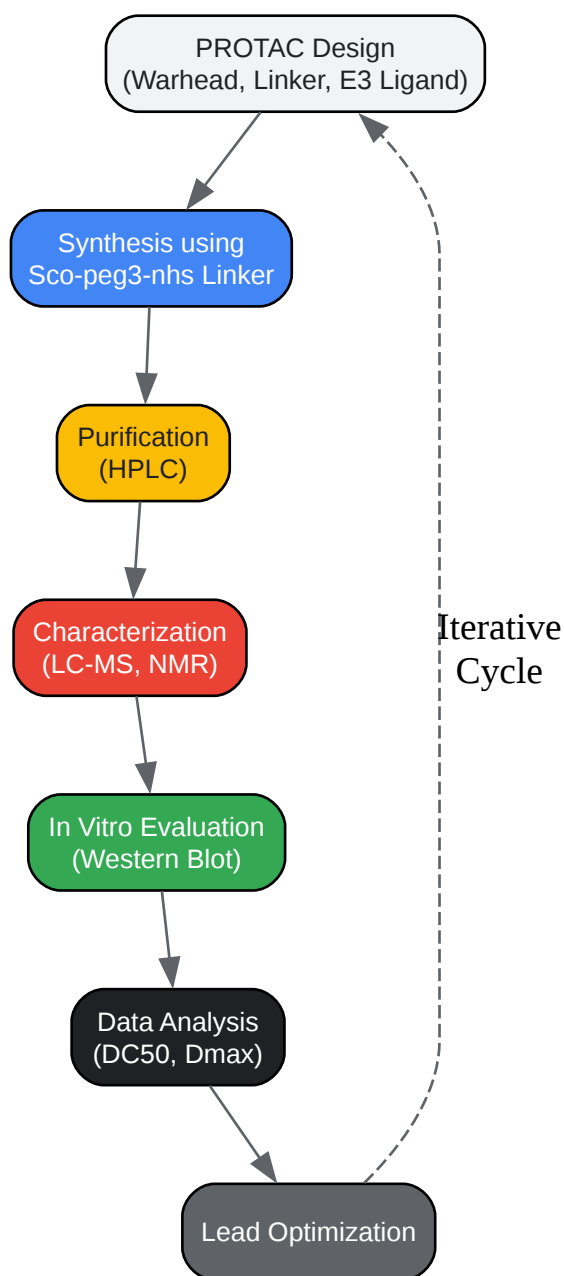 PROTAC Design
(Warhead, Linker, E3 Ligand)
Synthesis using
Sco-peg3-nhs Linker
Purification
(HPLC)
Characterization
(LC-MS, NMR)
Iterative
Cycle
In Vitro Evaluation
(Western Blot)
Data Analysis
(DC50, Dmax)
Lead Optimization